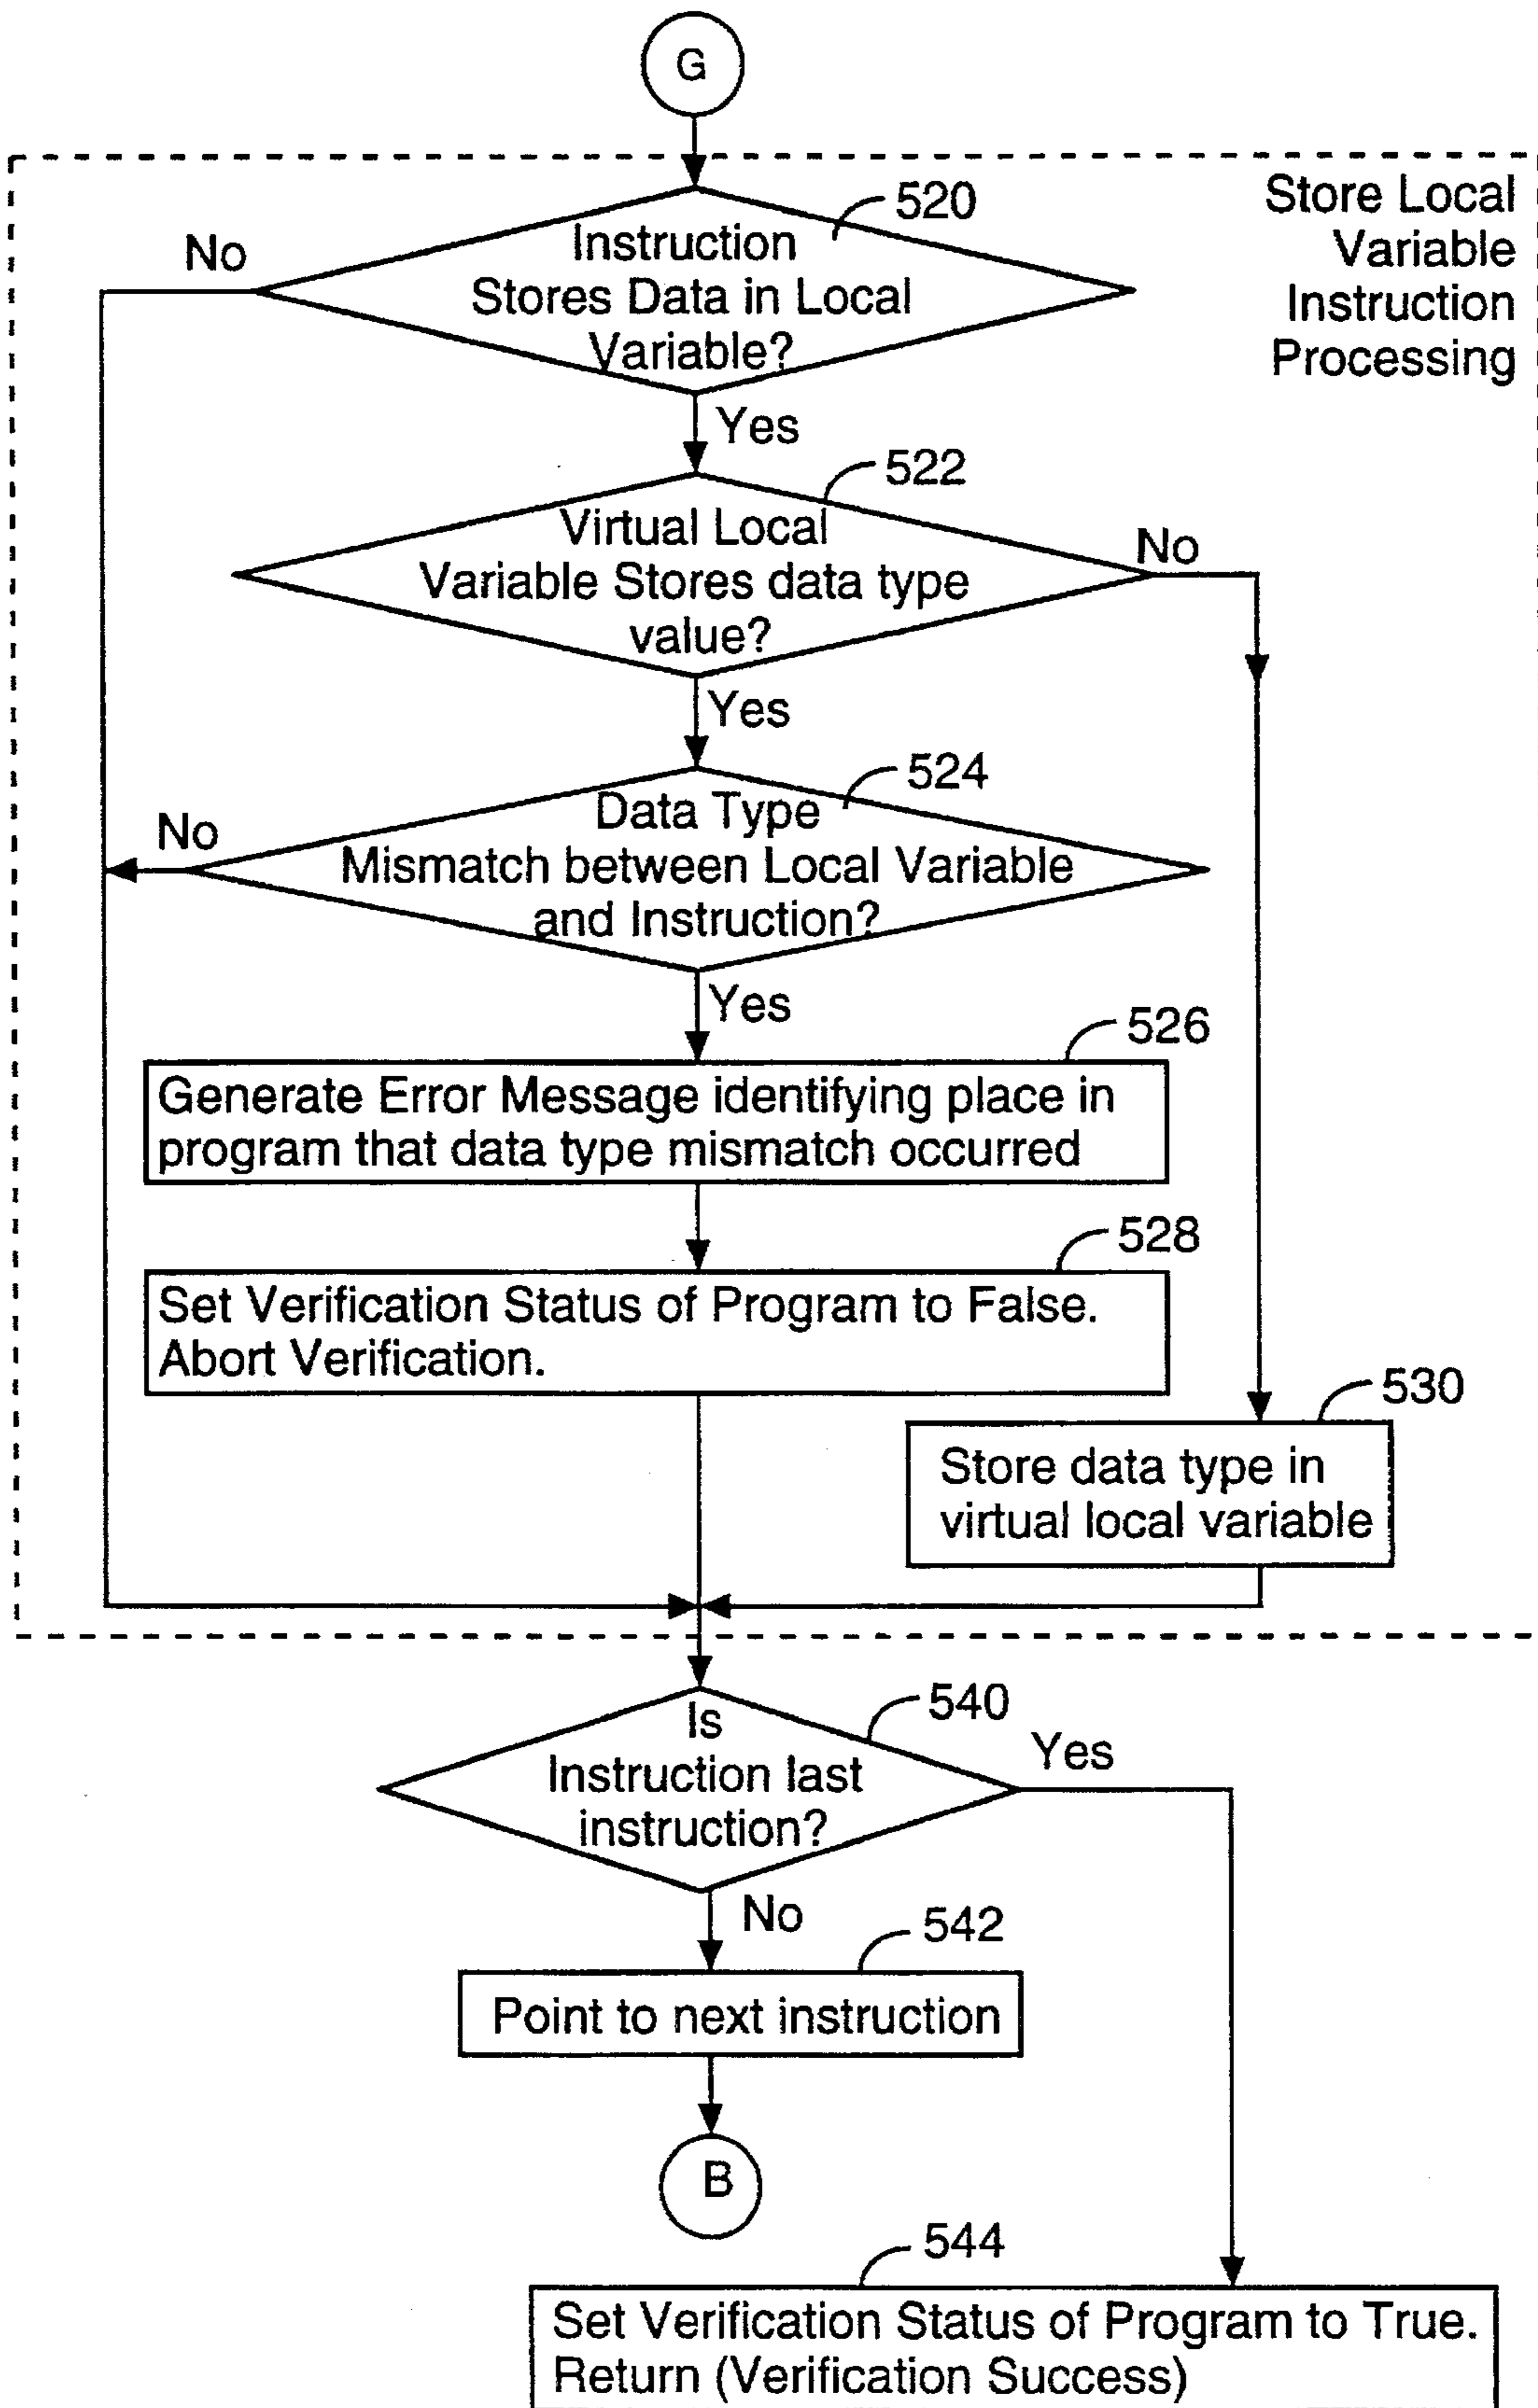 G
Store Local
Variable
Instruction
Processing
520
Instruction
Stores Data in Local
Variable?
No
Yes
522
Virtual Local
Variable Stores data type
value?
No
Yes
524
Data Type
Mismatch between Local Variable
and Instruction?
No
Yes
526
Generate Error Message identifying place in
program that data type mismatch occurred
528
Set Verification Status of Program to False.
Abort Verification.
530
Store data type in
virtual local variable
540
Is
Instruction last
instruction?
Yes
No
542
Point to next instruction
B
544
Set Verification Status of Program to True.
Return (Verification Success)